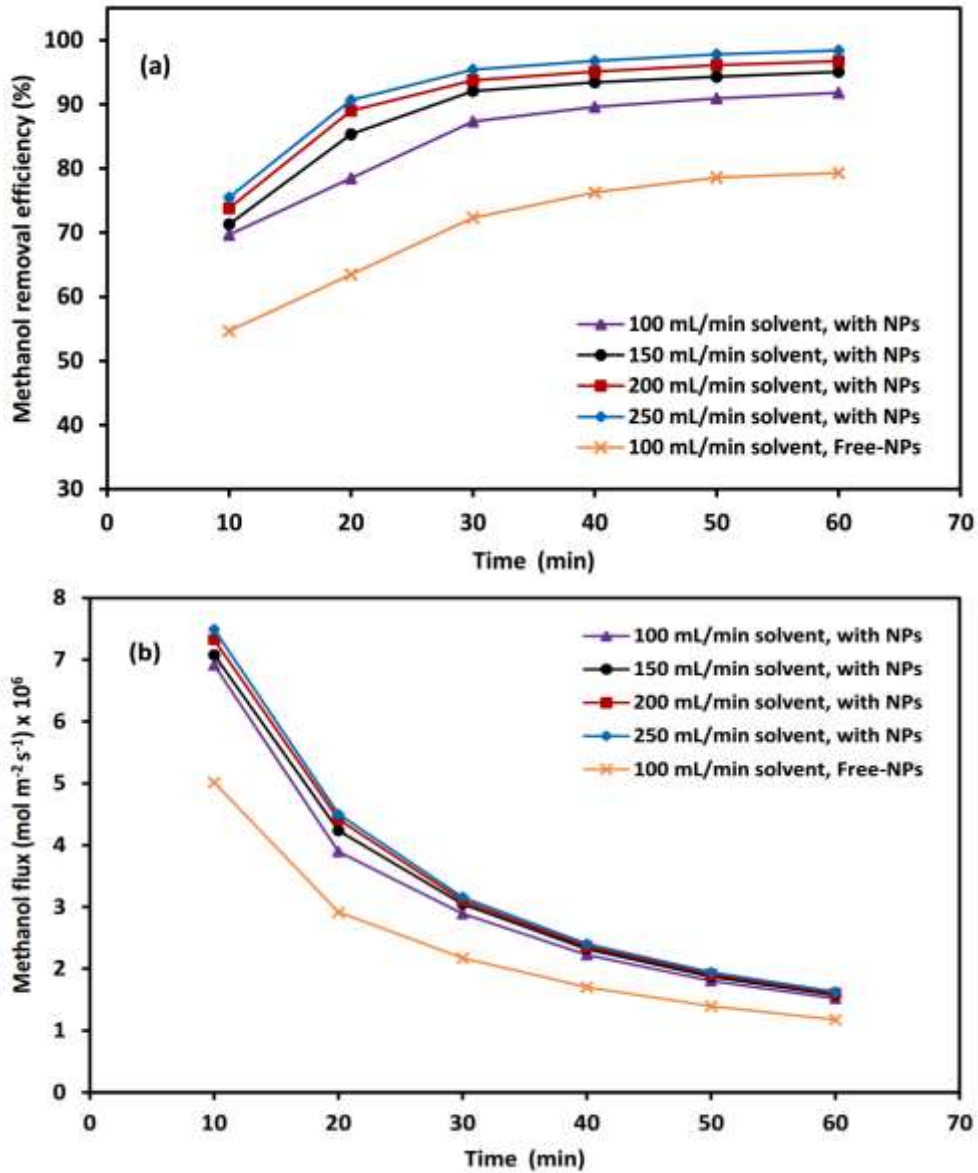 (a)
Methanol removal efficiency (%)
100
90
80
70
60
50
40
30
100 mL/min solvent, with NPs
150 mL/min solvent, with NPs
200 mL/min solvent, with NPs
250 mL/min solvent, with NPs
100 mL/min solvent, Free-NPs
0 10 20 30 40 50 60 70
Time (min)
(b)
Methanol flux (mol m⁻² s⁻¹) x 10⁶
8
7
6
5
4
3
2
1
0
100 mL/min solvent, with NPs
150 mL/min solvent, with NPs
200 mL/min solvent, with NPs
250 mL/min solvent, with NPs
100 mL/min solvent, Free-NPs
0 10 20 30 40 50 60 70
Time (min)